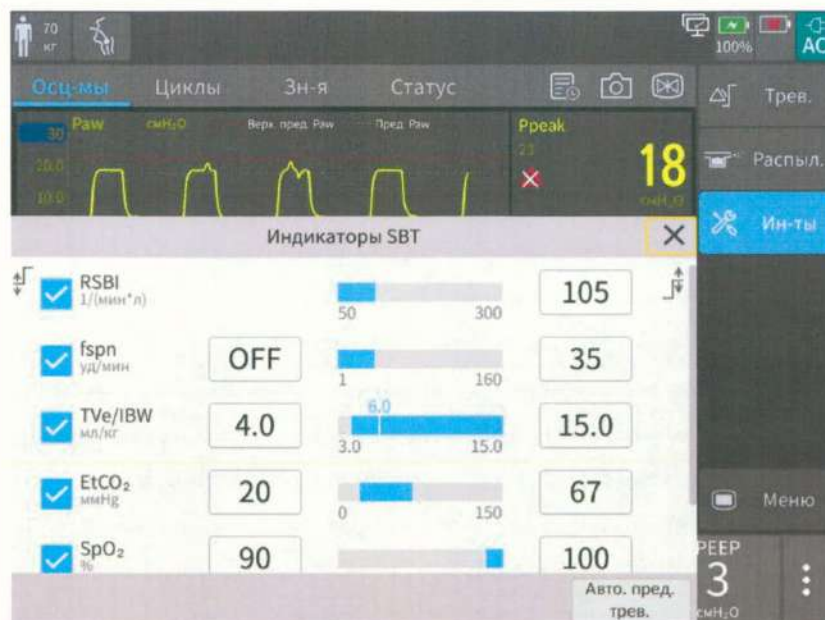 70
кг
100%
AC
Осц-мы Циклы Зн-я Статус
Трев.
30 Paw смH₂O Верх. пред. Paw Пред. Paw Ppeak
20.0
23
18
смH₂O
10.0
Распыл.
Индикаторы SBT
Ин-ты
RSBI
1/(мин*л)
50 300
105
fspn
уд/мин
OFF
1 160
35
TVe/IBW
мл/кг
4.0
6.0
3.0 15.0
15.0
EtCO₂
ммHg
20
0 150
67
Меню
SpO₂
%
90
100
PEEP
3
смH₂O
Авто. пред.
трев.